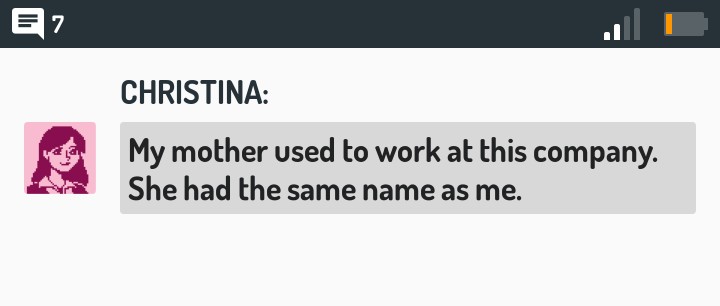 7
CHRISTINA:
My mother used to work at this company.
She had the same name as me.